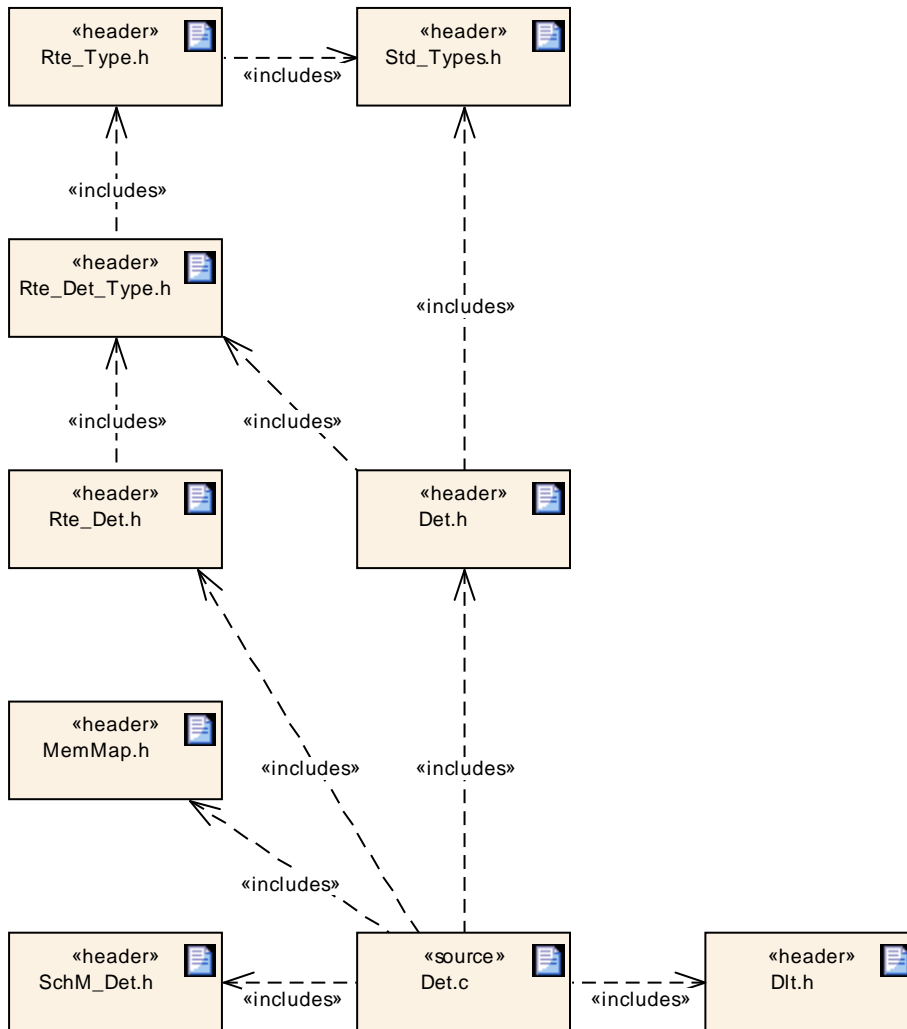 «header»
Rte_Type.h
«header»
Std_Types.h
«includes»
«includes»
«header»
Rte_Det_Type.h
«includes»
«includes»
«includes»
«header»
Rte_Det.h
«header»
Det.h
«header»
MemMap.h
«includes»
«includes»
«includes»
«header»
SchM_Det.h
«source»
Det.c
«header»
Dlt.h
«includes»
«includes»